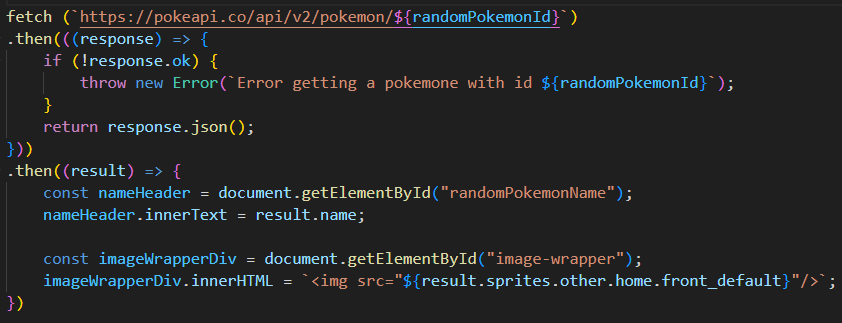 fetch (`https://pokeapi.co/api/v2/pokemon/${randomPokemonId}`)
.then(((response) => {
    if (!response.ok) {
        throw new Error(`Error getting a pokemone with id ${randomPokemonId}`);
    }
    return response.json();
}))
.then((result) => {
    const nameHeader = document.getElementById("randomPokemonName");
    nameHeader.innerText = result.name;

    const imageWrapperDiv = document.getElementById("image-wrapper");
    imageWrapperDiv.innerHTML = `<img src="${result.sprites.other.home.front_default}"/>`;
})